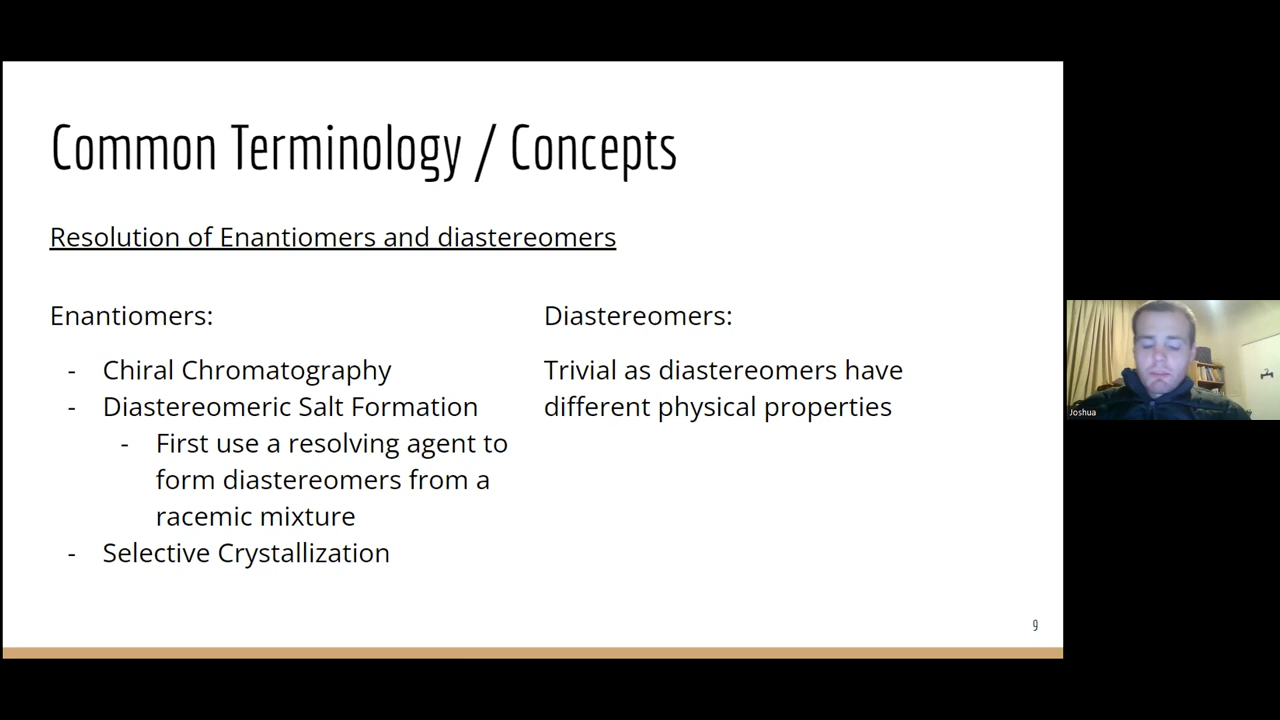 Common Terminology / Concepts
Resolution of Enantiomers and diastereomers
Enantiomers:
- Chiral Chromatography
- Diastereomeric Salt Formation
- First use a resolving agent to
form diastereomers from a
racemic mixture
- Selective Crystallization
Diastereomers:
Trivial as diastereomers have
different physical properties
9
Joshua